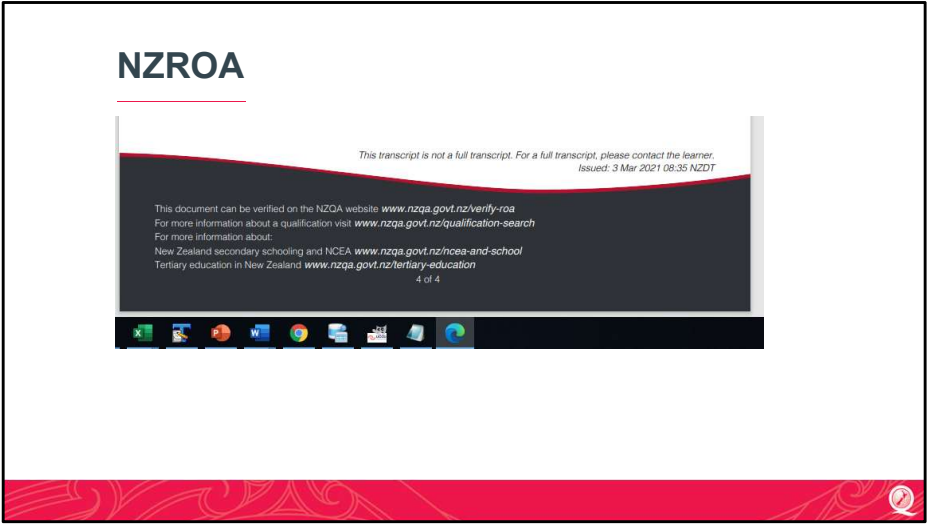 NZROA
This transcript is not a full transcript. For a full transcript, please contact the learner.
Issued: 3 Mar 2021 08:35 NZDT
This document can be verified on the NZQA website www.nzqa.govt.nz/verify-roa
For more information about a qualification visit www.nzqa.govt.nz/qualification-search
For more information about:
New Zealand secondary schooling and NCEA www.nzqa.govt.nz/ncea-and-school
Tertiary education in New Zealand www.nzqa.govt.nz/tertiary-education
4 of 4